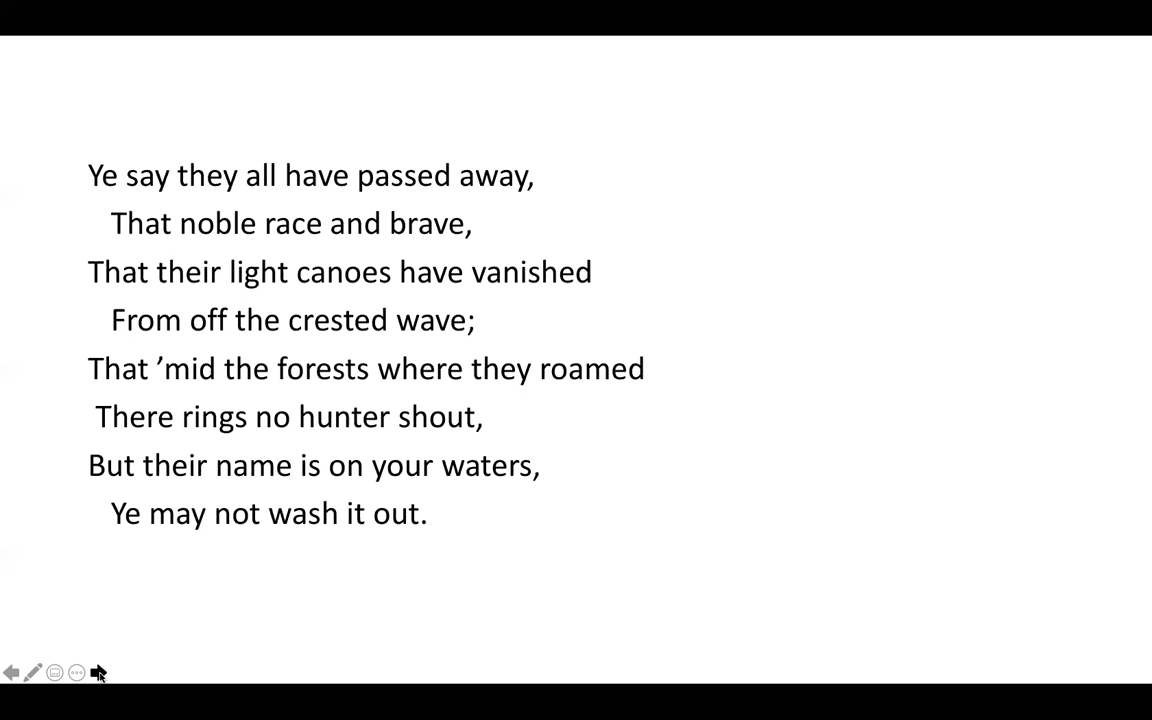 Ye say they all have passed away,
That noble race and brave,
That their light canoes have vanished
From off the crested wave;
That ’mid the forests where they roamed
There rings no hunter shout,
But their name is on your waters,
Ye may not wash it out.